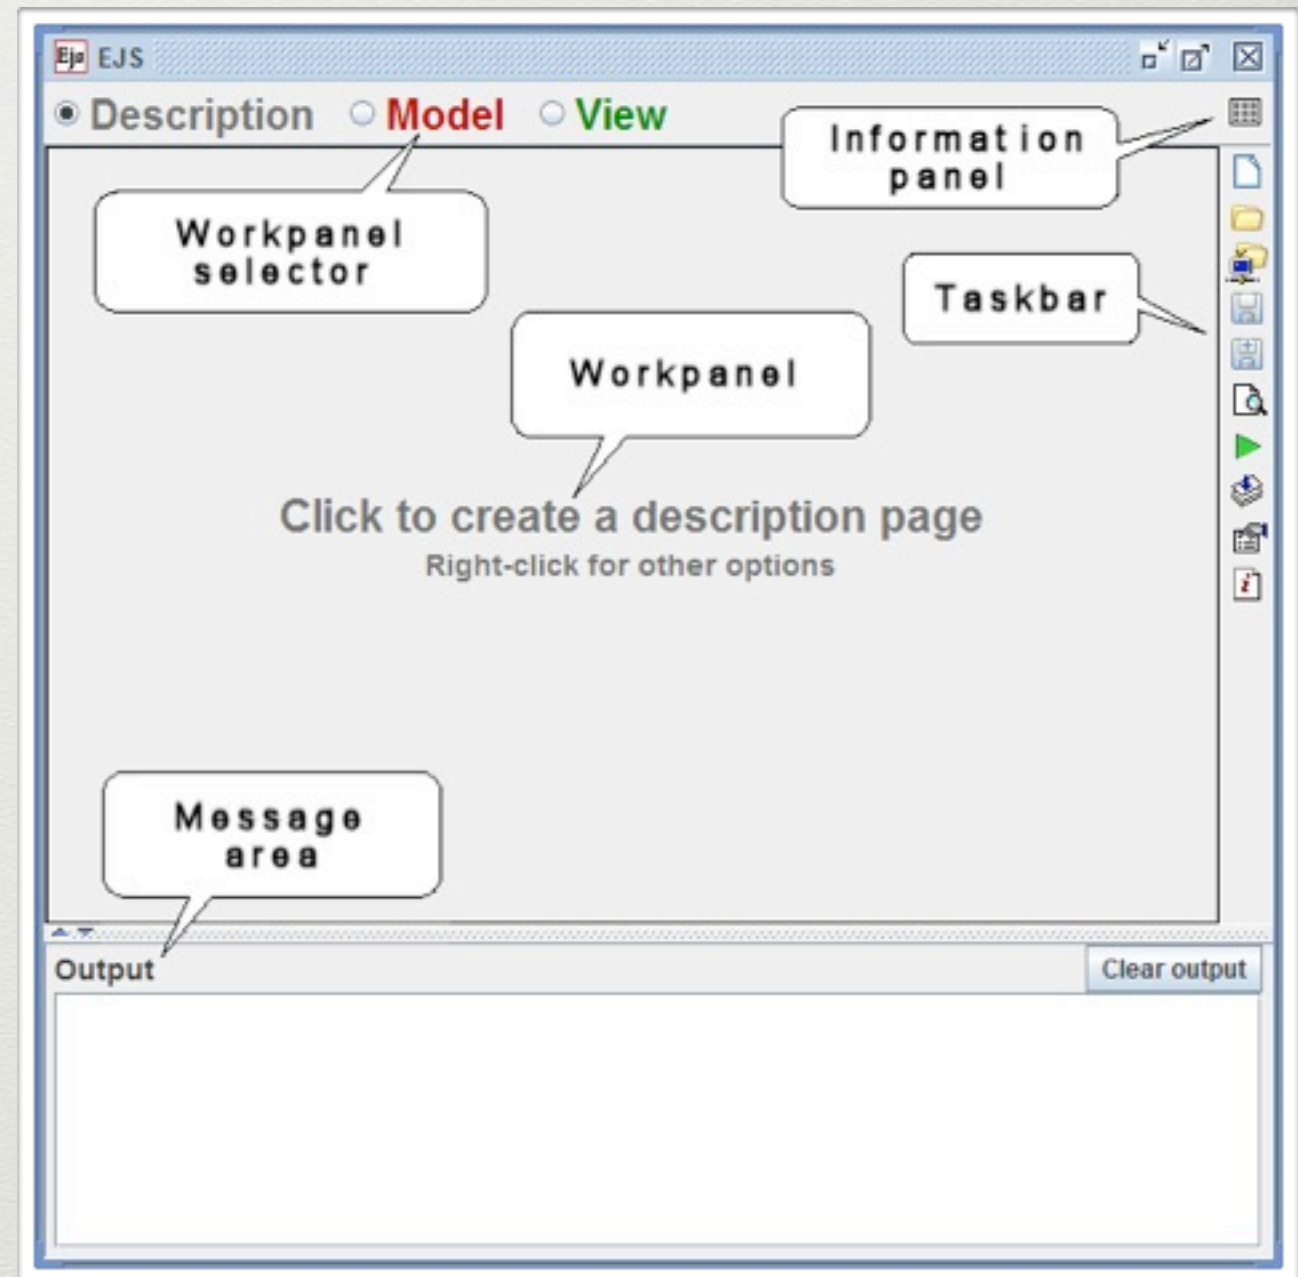 Ejs EJS
Description Model View
Information
panel
Workpanel
selector
Taskbar
Workpanel
Click to create a description page
Right-click for other options
Message
area
Output
Clear output